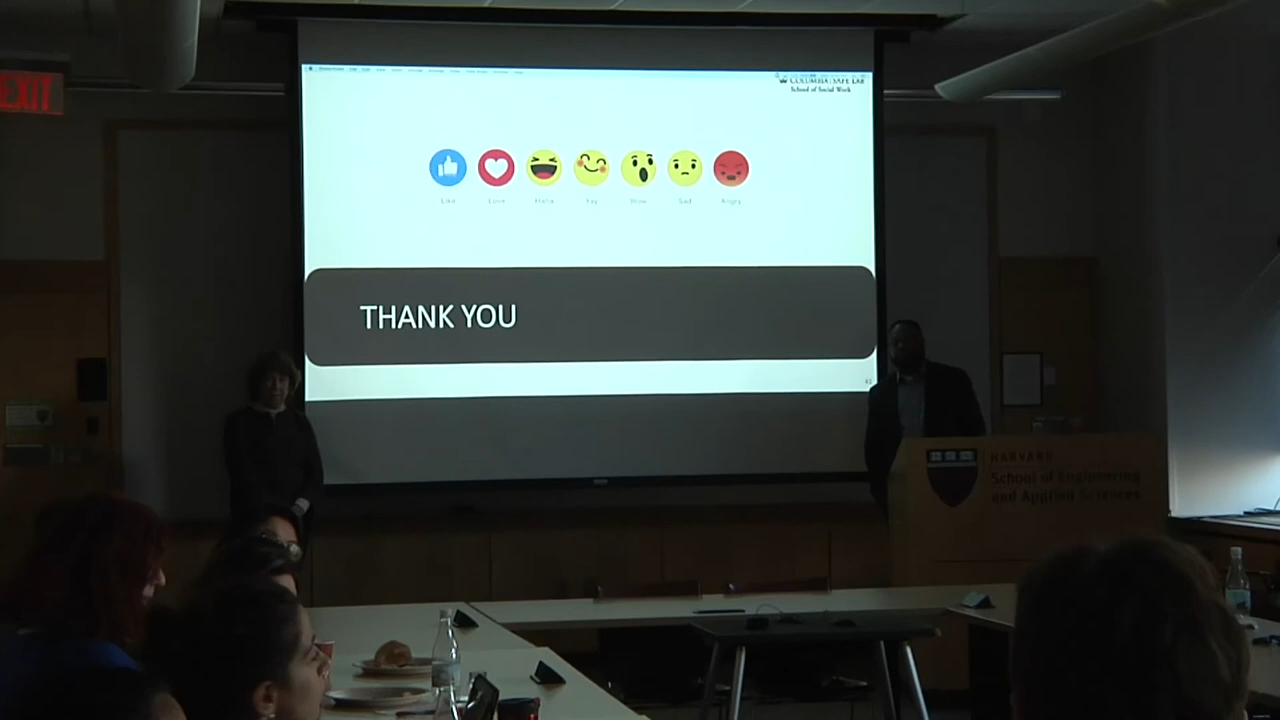 EXIT
COLUMBIA | SAFE LAB
School of Social Work
Like
Love
Haha
Yay
Wow
Sad
Angry
THANK YOU
HARVARD
School of Engineering
and Applied Sciences